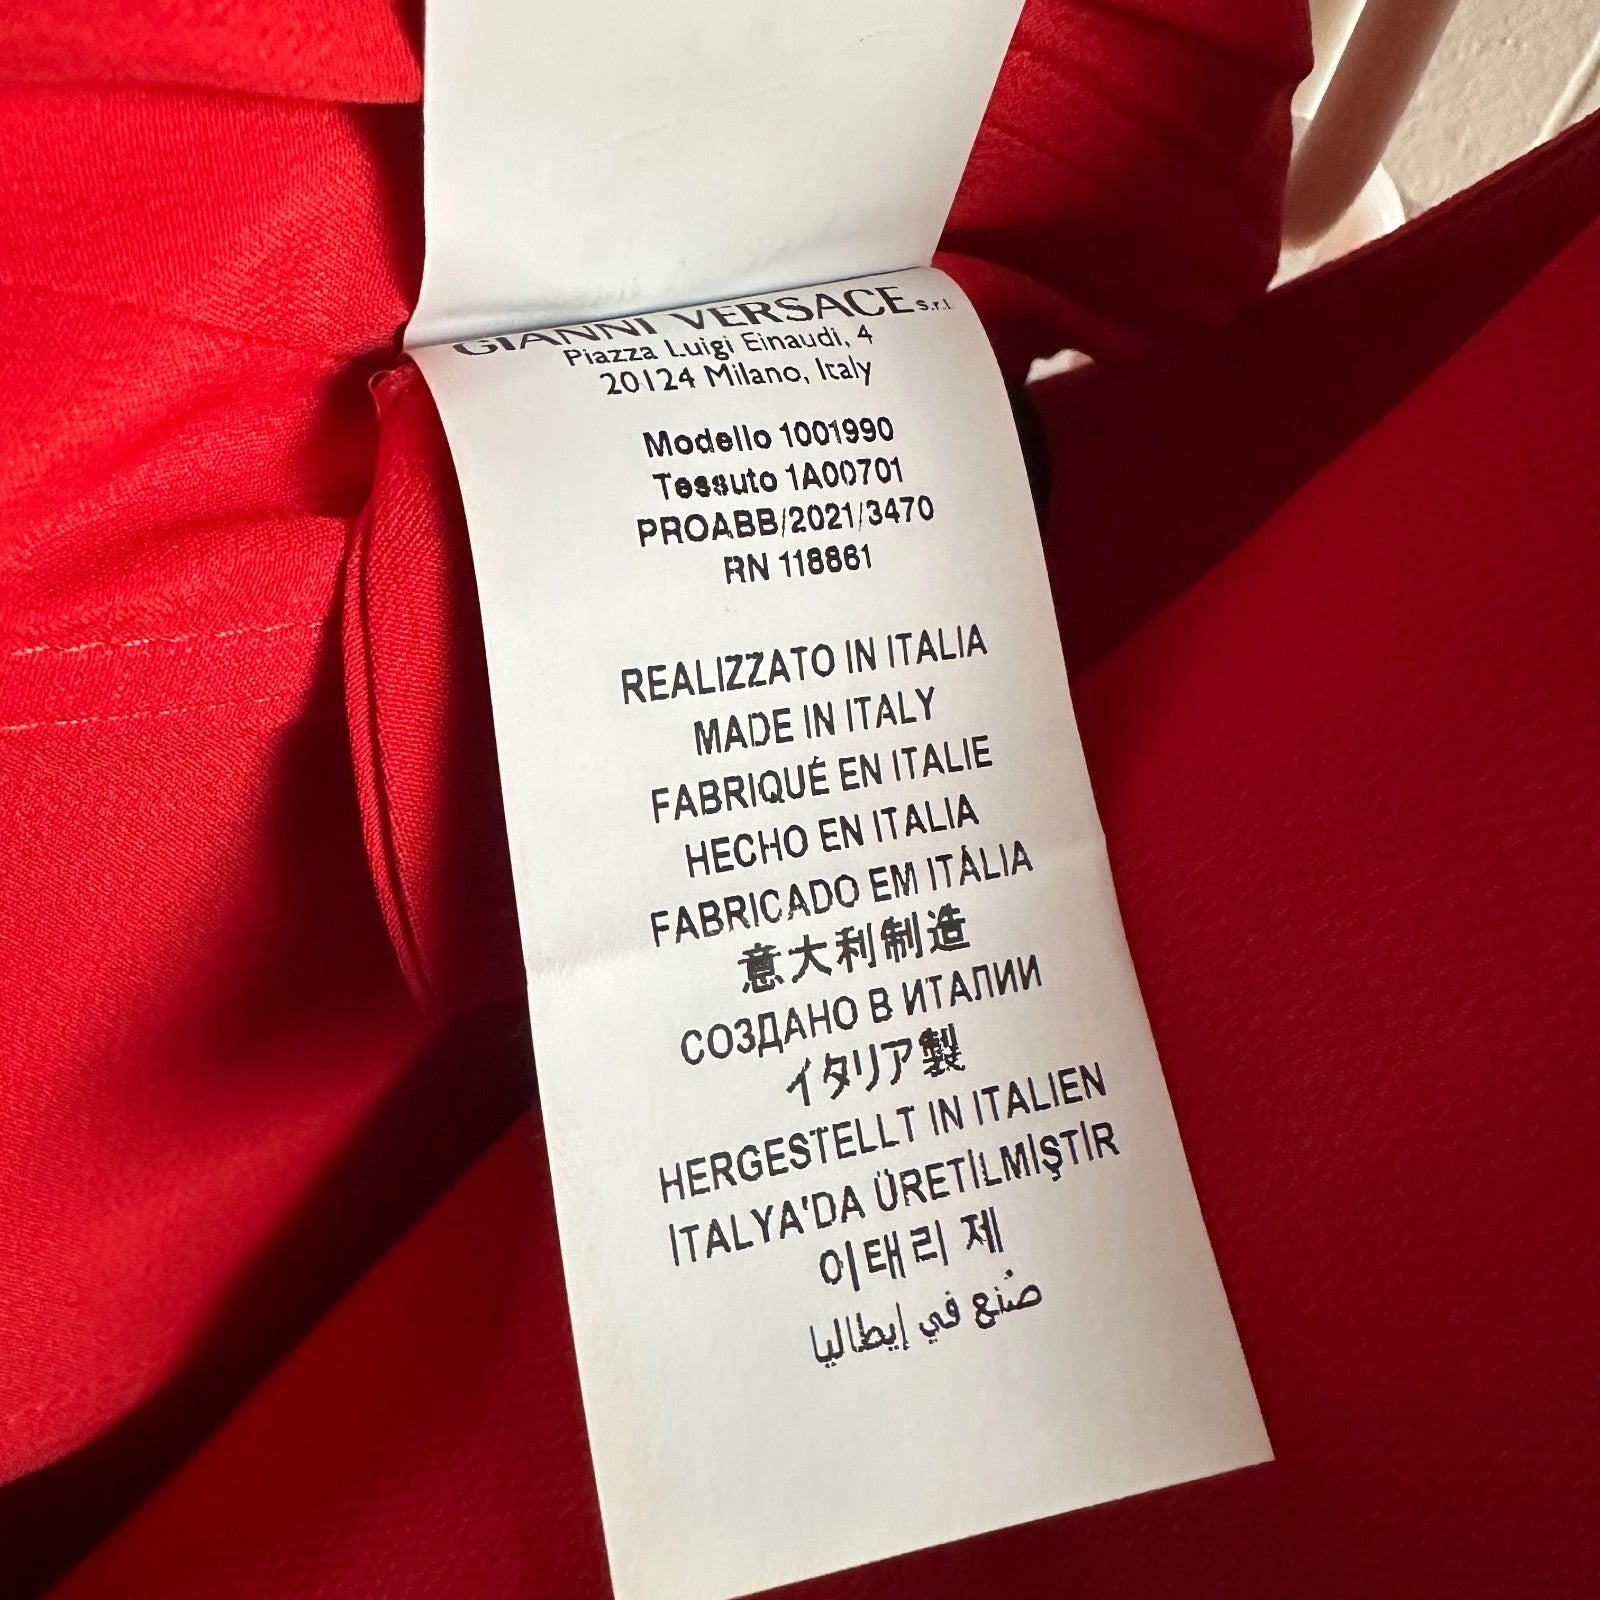 GIANNI VERSACE s.r.l.
Piazza Luigi Einaudi, 4
20124 Milano, Italy
Modello 1001990
Tessuto 1A00701
PROABB/2021/3470
RN 118861
REALIZZATO IN ITALIA
MADE IN ITALY
FABRIQUÉ EN ITALIE
HECHO EN ITALIA
FABRICADO EM ITÁLIA
意大利制造
СОЗДАНО В ИТАЛИИ
イタリア製
HERGESTELLT IN ITALIEN
İTALYA'DA ÜRETİLMİŞTİR
이태리 제
صُنع في إيطاليا